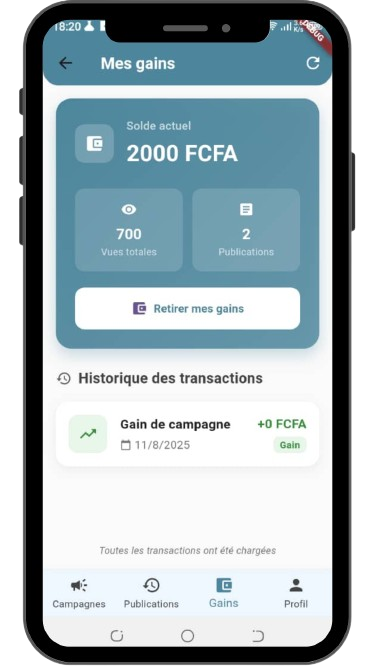 18:20
DEBUG
Mes gains
Solde actuel
2000 FCFA
700
Vues totales
2
Publications
Retirer mes gains
Historique des transactions
Gain de campagne
+0 FCFA
11/8/2025
Gain
Toutes les transactions ont été chargées
Campagnes
Publications
Gains
Profil